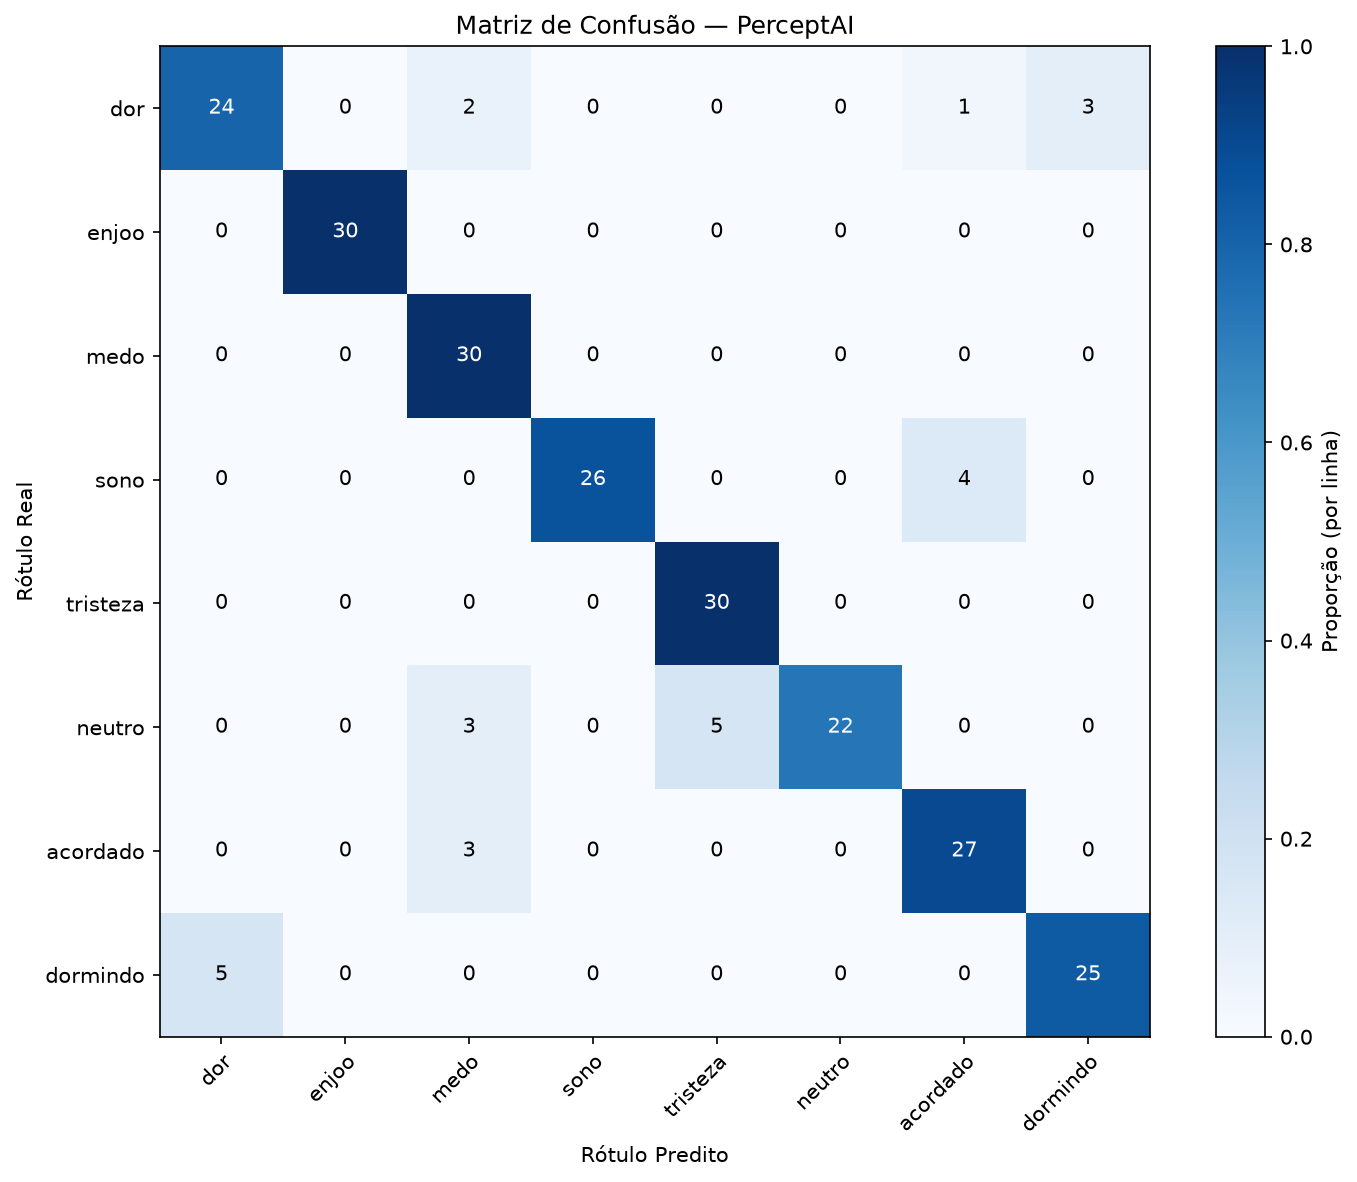 Matriz de Confusão — PerceptAI
dor 24 0 2 0 0 0 1 3
enjoo 0 30 0 0 0 0 0 0
medo 0 0 30 0 0 0 0 0
sono 0 0 0 26 0 0 4 0
tristeza 0 0 0 0 30 0 0 0
neutro 0 0 3 0 5 22 0 0
acordado 0 0 3 0 0 0 27 0
dormindo 5 0 0 0 0 0 0 25
dor enjoo medo sono tristeza neutro acordado dormindo
Rótulo Predito
Rótulo Real
1.0
0.8
0.6
0.4
0.2
0.0
Proporção (por linha)